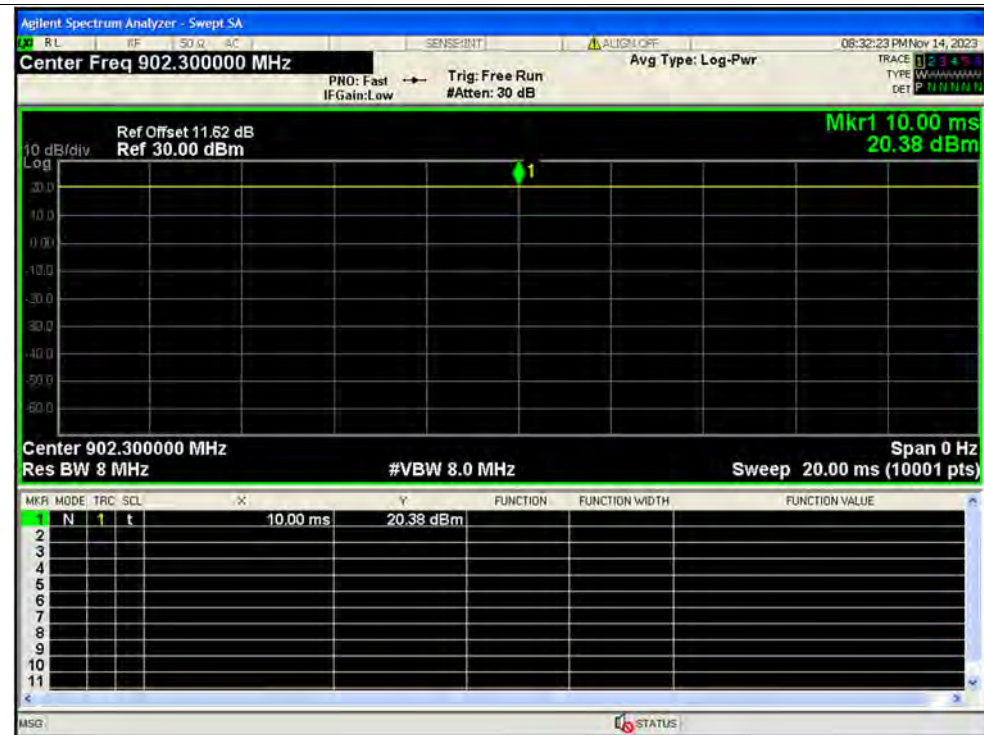 Agilent Spectrum Analyzer - Swept SA
RL RF 50 Ω AC SENSE:INT ALIGN OFF 06:32:23 PM Nov 14, 2023
Center Freq 902.300000 MHz
PNO: Fast
IFGain:Low
Trig: Free Run
#Atten: 30 dB
Avg Type: Log-Pwr
TRACE 1 2 3 4 5 6
TYPE W
DET P N N N N N
Mkr1 10.00 ms
20.38 dBm
Ref Offset 11.62 dB
10 dB/div Ref 30.00 dBm
Log
1
20.0
10.0
0.00
-10.0
-20.0
-30.0
-40.0
-50.0
-60.0
Center 902.300000 MHz Span 0 Hz
Res BW 8 MHz #VBW 8.0 MHz Sweep 20.00 ms (10001 pts)
MKR MODE TRC SCL X Y FUNCTION FUNCTION WIDTH FUNCTION VALUE
1 N 1 t 10.00 ms 20.38 dBm
2
3
4
5
6
7
8
9
10
11
MSG STATUS